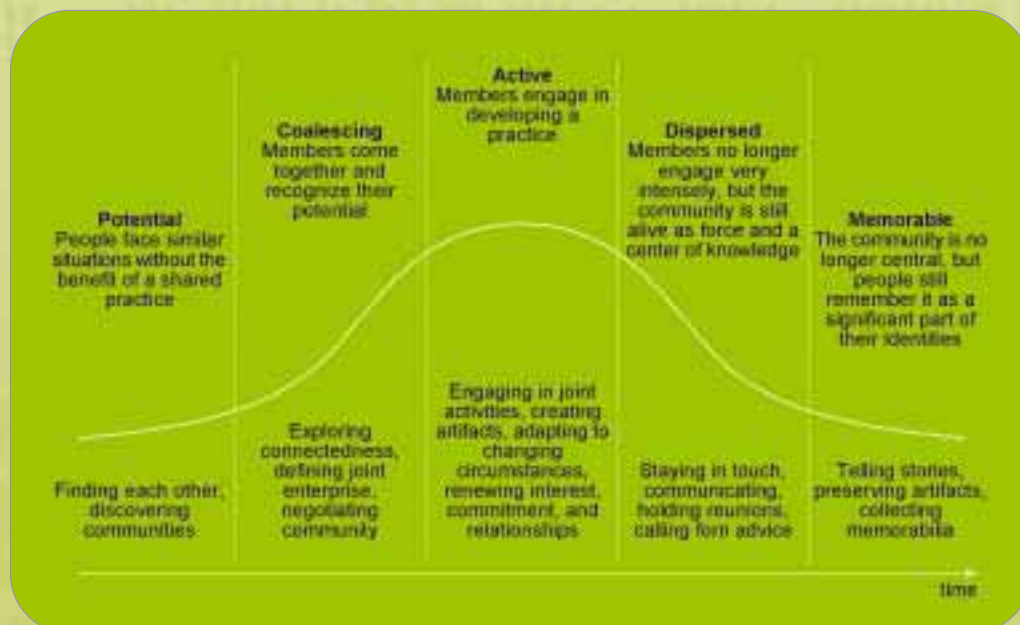 Potential
People face similar
situations without the
benefit of a shared
practice
Coalescing
Members come
together and
recognize their
potential
Active
Members engage in
developing a
practice
Dispersed
Members no longer
engage very
intensely, but the
community is still
alive as force and a
center of knowledge
Memorable
The community is no
longer central, but
people still
remember it as a
significant part of
their identities
Finding each other,
discovering
communities
Exploring
connectedness,
defining joint
enterprise,
negotiating
community
Engaging in joint
activities, creating
artifacts, adapting to
changing
circumstances,
renewing interest,
commitment, and
relationships
Staying in touch,
communicating,
holding reunions,
calling forn advice
Telling stories,
preserving artifacts,
collecting
memorabilia
time